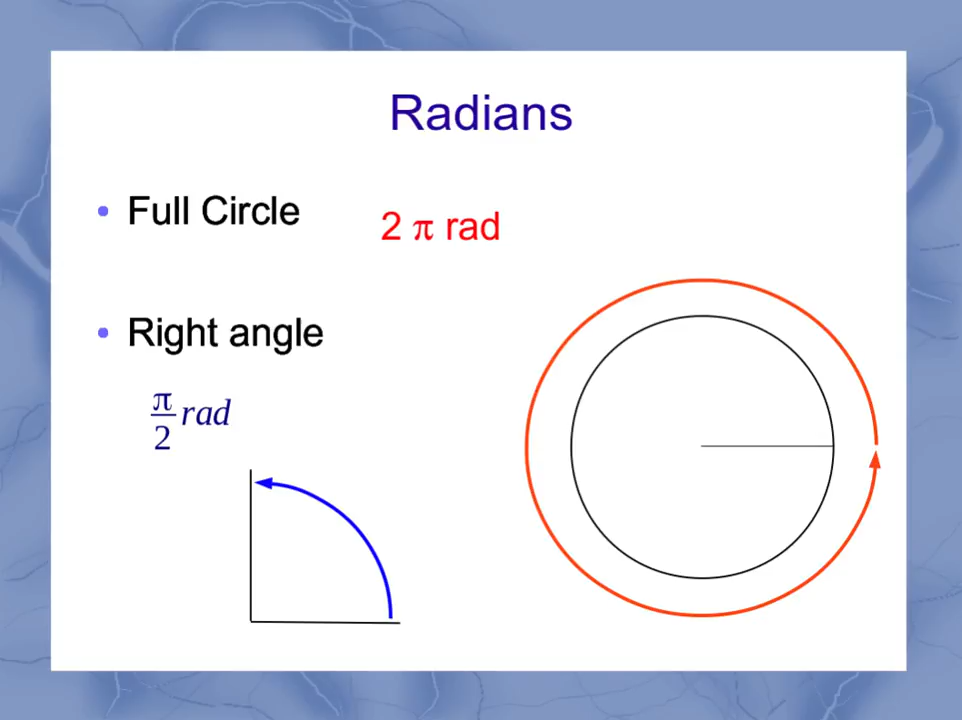 Radians
• Full Circle
2 π rad
• Right angle
π/2 rad